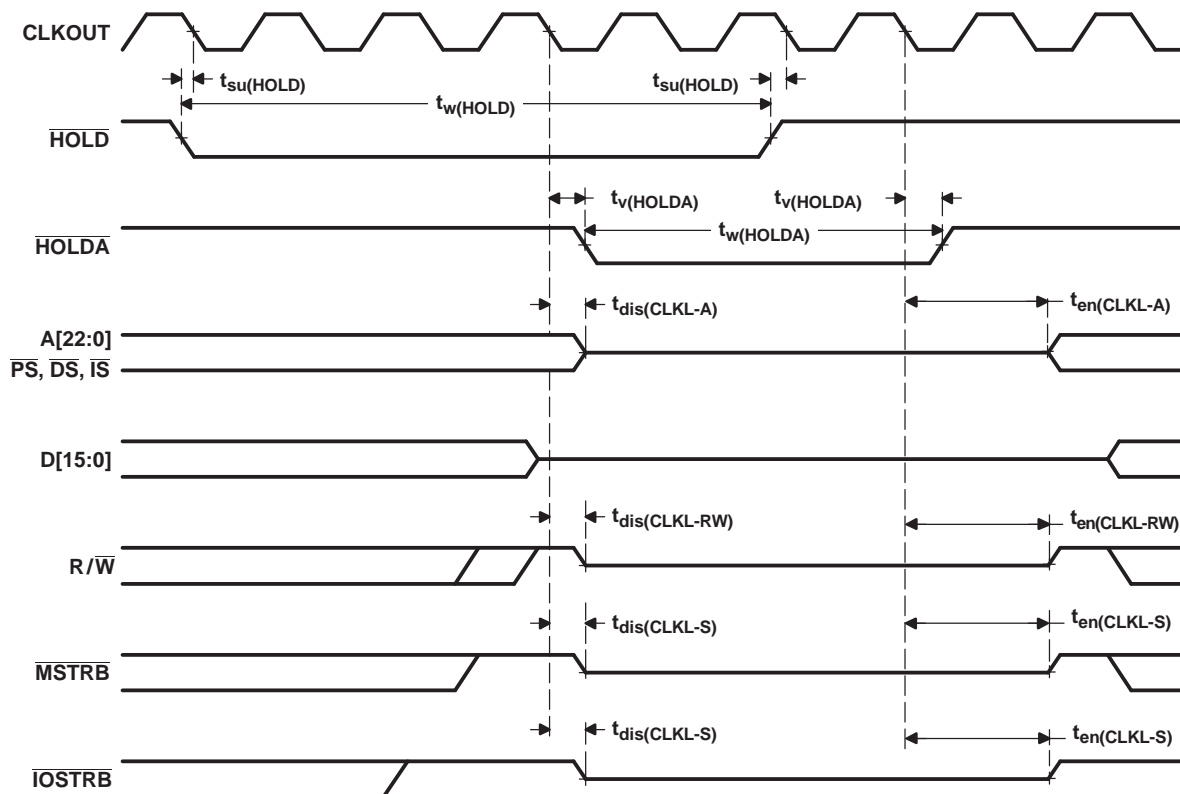 CLKOUT
tsu(HOLD) tsu(HOLD)
tw(HOLD)
HOLD
tv(HOLDA) tv(HOLDA)
tw(HOLDA)
HOLDA
tdis(CLKL-A) ten(CLKL-A)
A[22:0]
PS, DS, IS
D[15:0]
tdis(CLKL-RW) ten(CLKL-RW)
R/W
tdis(CLKL-S) ten(CLKL-S)
MSTRB
tdis(CLKL-S) ten(CLKL-S)
IOSTRB